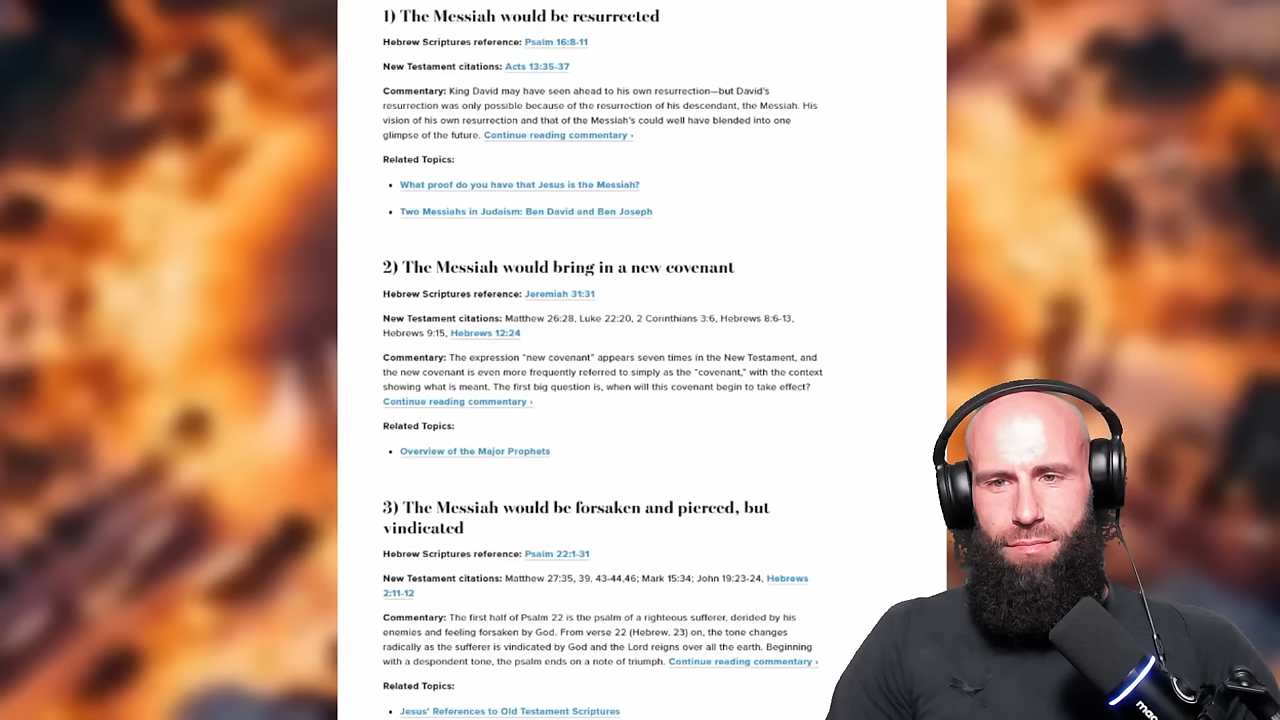 1) The Messiah would be resurrected
Hebrew Scriptures reference: Psalm 16:8-11
New Testament citations: Acts 13:35-37
Commentary: King David may have seen ahead to his own resurrection—but David's
resurrection was only possible because of the resurrection of his descendant, the Messiah. His
vision of his own resurrection and that of the Messiah's could well have blended into one
glimpse of the future. Continue reading commentary ›
Related Topics:
• What proof do you have that Jesus is the Messiah?
• Two Messiahs in Judaism: Ben David and Ben Joseph
2) The Messiah would bring in a new covenant
Hebrew Scriptures reference: Jeremiah 31:31
New Testament citations: Matthew 26:28, Luke 22:20, 2 Corinthians 3:6, Hebrews 8:6-13,
Hebrews 9:15, Hebrews 12:24
Commentary: The expression "new covenant" appears seven times in the New Testament, and
the new covenant is even more frequently referred to simply as the "covenant," with the context
showing what is meant. The first big question is, when will this covenant begin to take effect?
Continue reading commentary ›
Related Topics:
• Overview of the Major Prophets
3) The Messiah would be forsaken and pierced, but
vindicated
Hebrew Scriptures reference: Psalm 22:1-31
New Testament citations: Matthew 27:35, 39, 43-44,46; Mark 15:34; John 19:23-24, Hebrews
2:11-12
Commentary: The first half of Psalm 22 is the psalm of a righteous sufferer, derided by his
enemies and feeling forsaken by God. From verse 22 (Hebrew, 23) on, the tone changes
radically as the sufferer is vindicated by God and the Lord reigns over all the earth. Beginning
with a despondent tone, the psalm ends on a note of triumph. Continue reading commentary ›
Related Topics:
• Jesus' References to Old Testament Scriptures